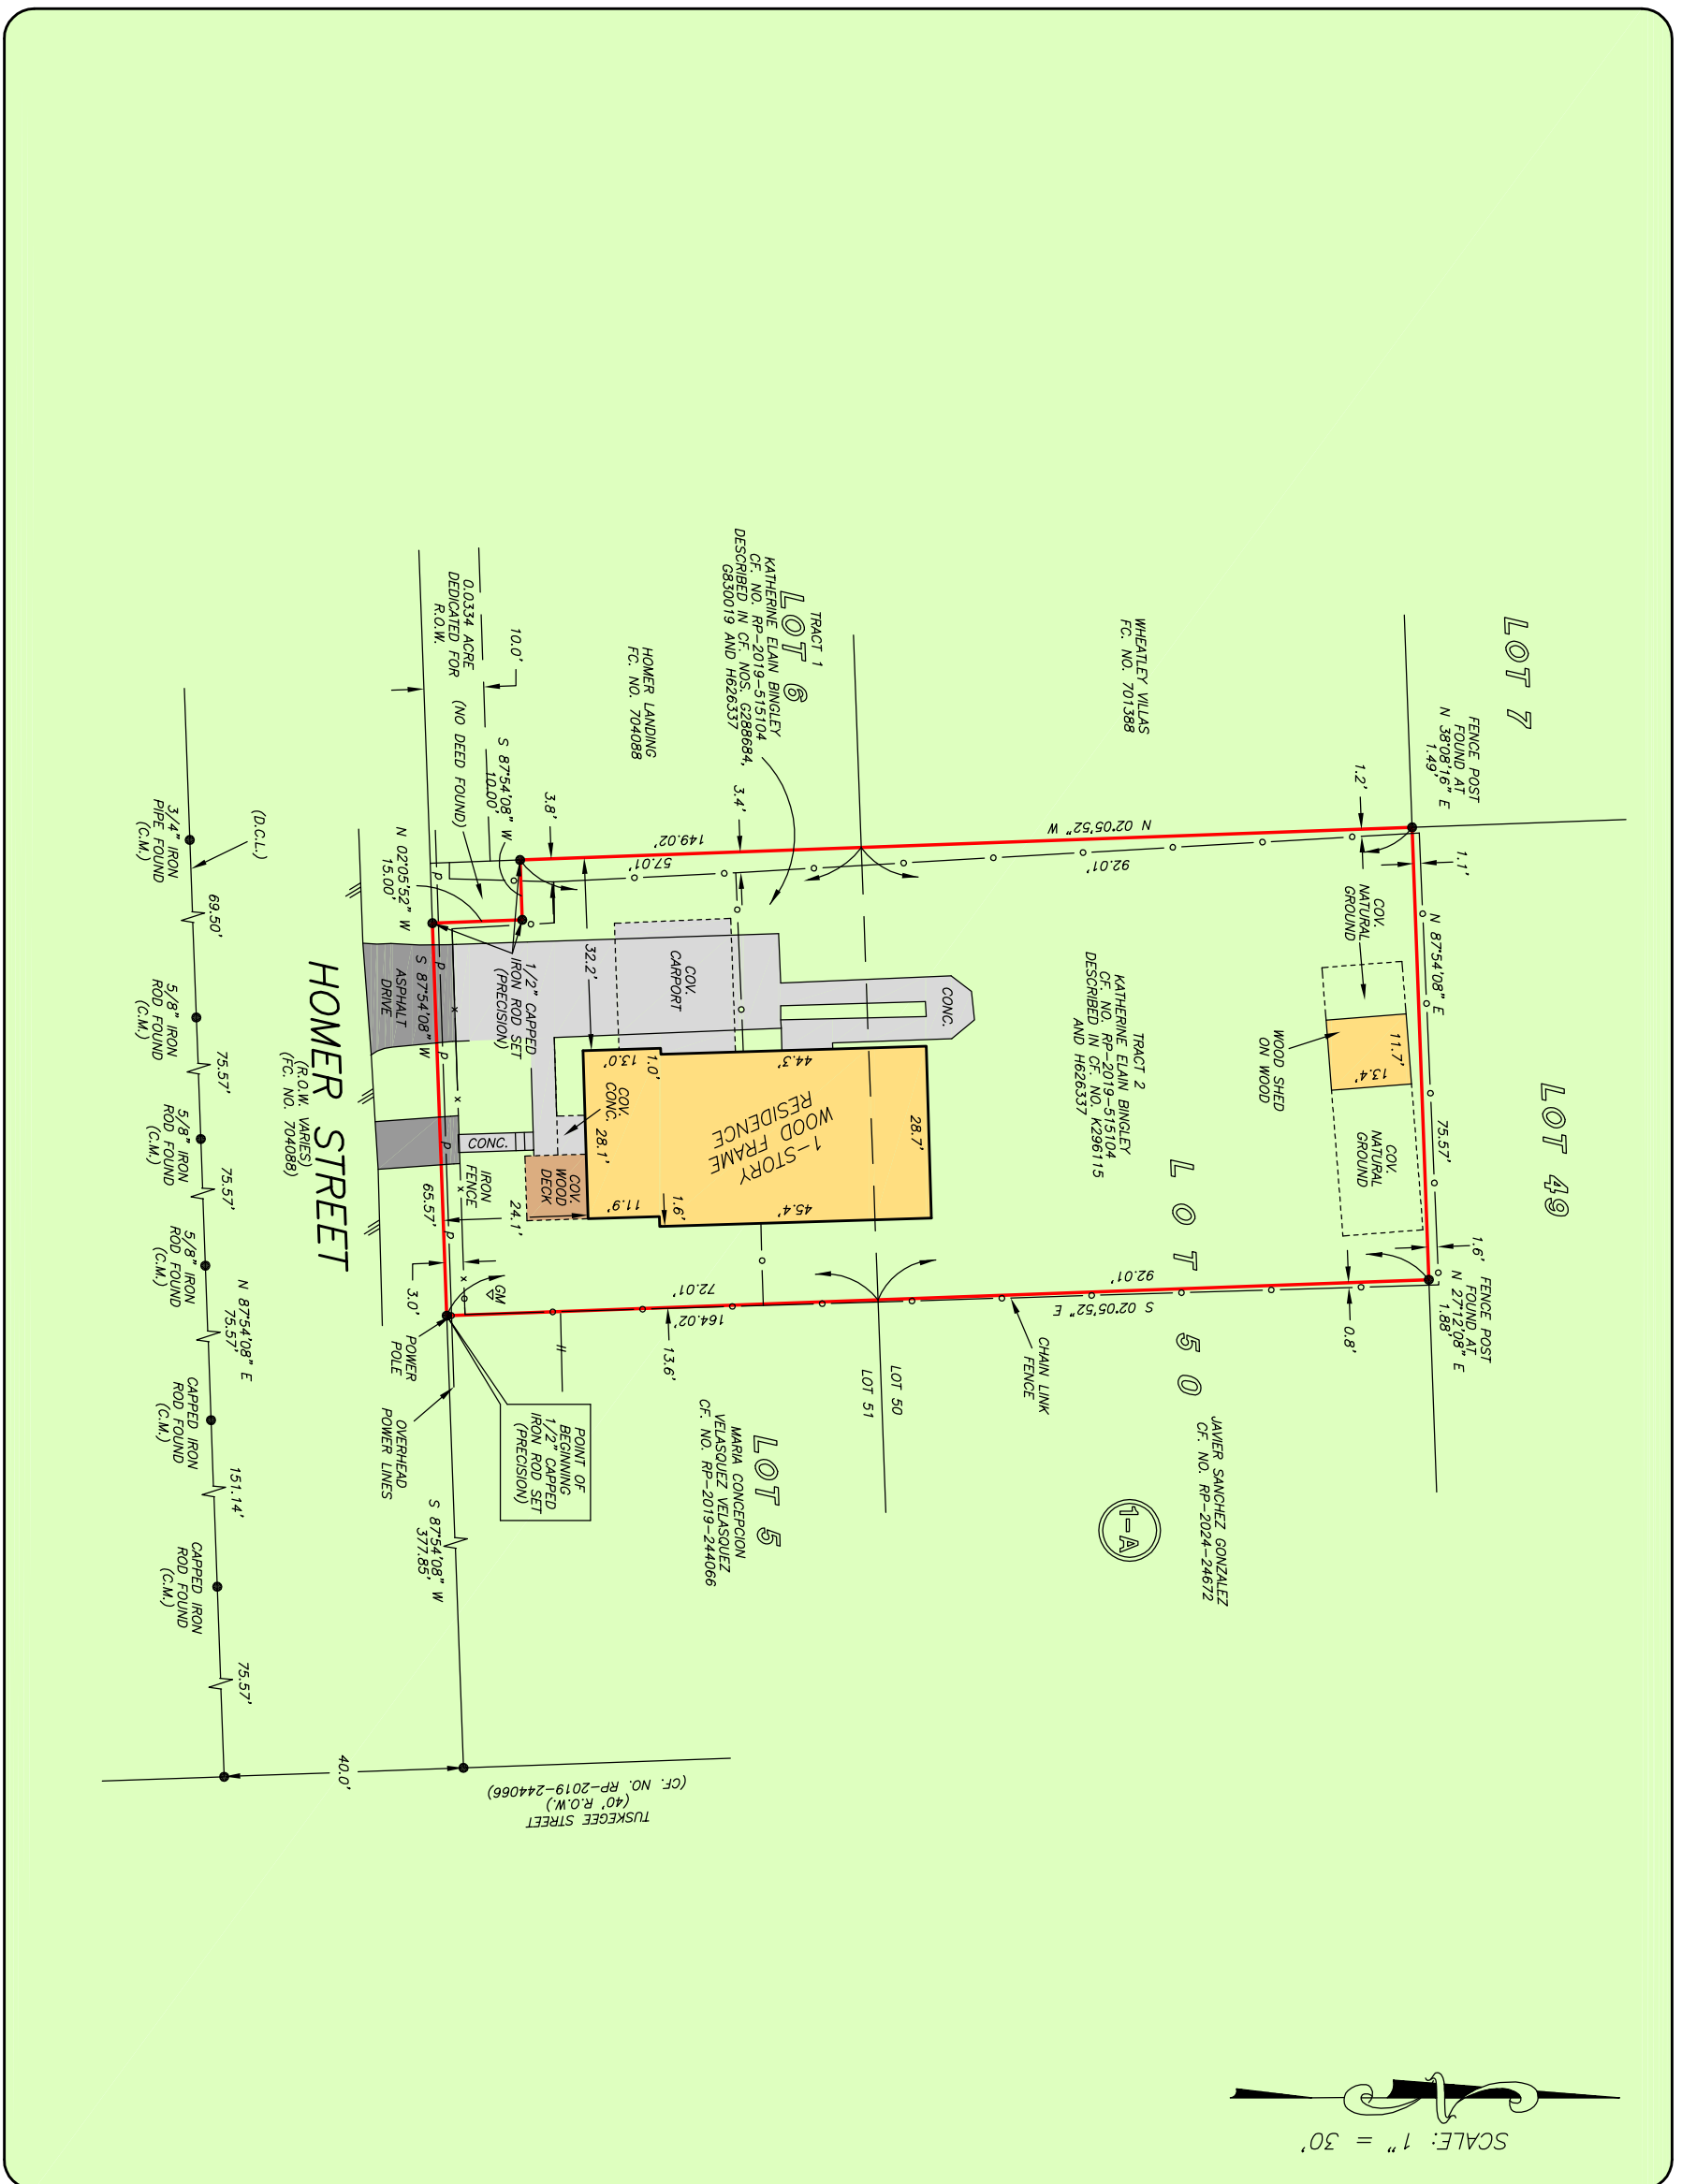 LOT 7
LOT 49
FENCE POST
FOUND AT
N 38°08'16" E
1.49'
1.1'
1.2'
N 87°54'08" E
75.57'
1.6'
FENCE POST
FOUND AT
N 27°12'08" E
1.88'
0.8'
COV.
NATURAL
GROUND
11.7'
13.4'
COV.
NATURAL
GROUND
WOOD SHED
ON WOOD
WHEATLEY VILLAS
FC. NO. 701388
N 02°05'52" W
92.01'
TRACT 2
KATHERINE ELAIN BINGLEY
CF. NO. RP-2019-515104
DESCRIBED IN CF. NO. K296115
AND H626337
LOT 50
92.01'
S 02°05'52" E
JAVIER SANCHEZ GONZALEZ
CF. NO. RP-2024-24672
1-A
CHAIN LINK
FENCE
LOT 50
LOT 51
TRACT 1
LOT 6
KATHERINE ELAIN BINGLEY
CF. NO. RP-2019-515104
DESCRIBED IN CF. NOS. G288684,
G830019 AND H626337
3.4'
149.02'
57.01'
HOMER LANDING
FC. NO. 704088
CONC.
COV.
CARPORT
28.7'
44.3'
1-STORY
WOOD FRAME
RESIDENCE
45.4'
1.0'
13.0'
1.6'
11.9'
28.1'
32.2'
COV.
CONC.
COV.
WOOD
DECK
72.01'
164.02'
13.6'
LOT 5
MARIA CONCEPCION
VELASQUEZ VELASQUEZ
CF. NO. RP-2019-244066
3.8'
10.0'
S 87°54'08" W
10.00'
1/2" CAPPED
IRON ROD SET
(PRECISION)
0.0334 ACRE
DEDICATED FOR
R.O.W.
(NO DEED FOUND)
N 02°05'52" W
15.00'
P
P
P
P
P
S 87°54'08" W
65.57'
ASPHALT
DRIVE
CONC.
IRON
FENCE
24.1'
3.0'
GM
POWER
POLE
OVERHEAD
POWER LINES
POINT OF
BEGINNING
1/2" CAPPED
IRON ROD SET
(PRECISION)
S 87°54'08" W
377.85'
HOMER STREET
(R.O.W. VARIES)
(FC. NO. 704088)
(D.C.L.)
3/4" IRON
PIPE FOUND
(C.M.)
69.50'
5/8" IRON
ROD FOUND
(C.M.)
75.57'
5/8" IRON
ROD FOUND
(C.M.)
75.57'
5/8" IRON
ROD FOUND
(C.M.)
N 87°54'08" E
75.57'
CAPPED IRON
ROD FOUND
(C.M.)
151.14'
CAPPED IRON
ROD FOUND
(C.M.)
75.57'
40.0'
TUSKEGEE STREET
(40' R.O.W.)
(CF. NO. RP-2019-244066)
N
SCALE: 1" = 30'